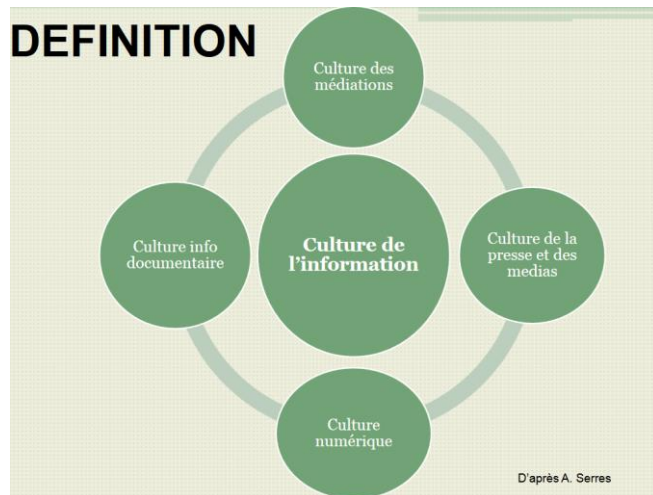 DEFINITION
Culture des
médiations
Culture info
documentaire
Culture de
l'information
Culture de la
presse et des
medias
Culture
numérique
D'après A. Serres